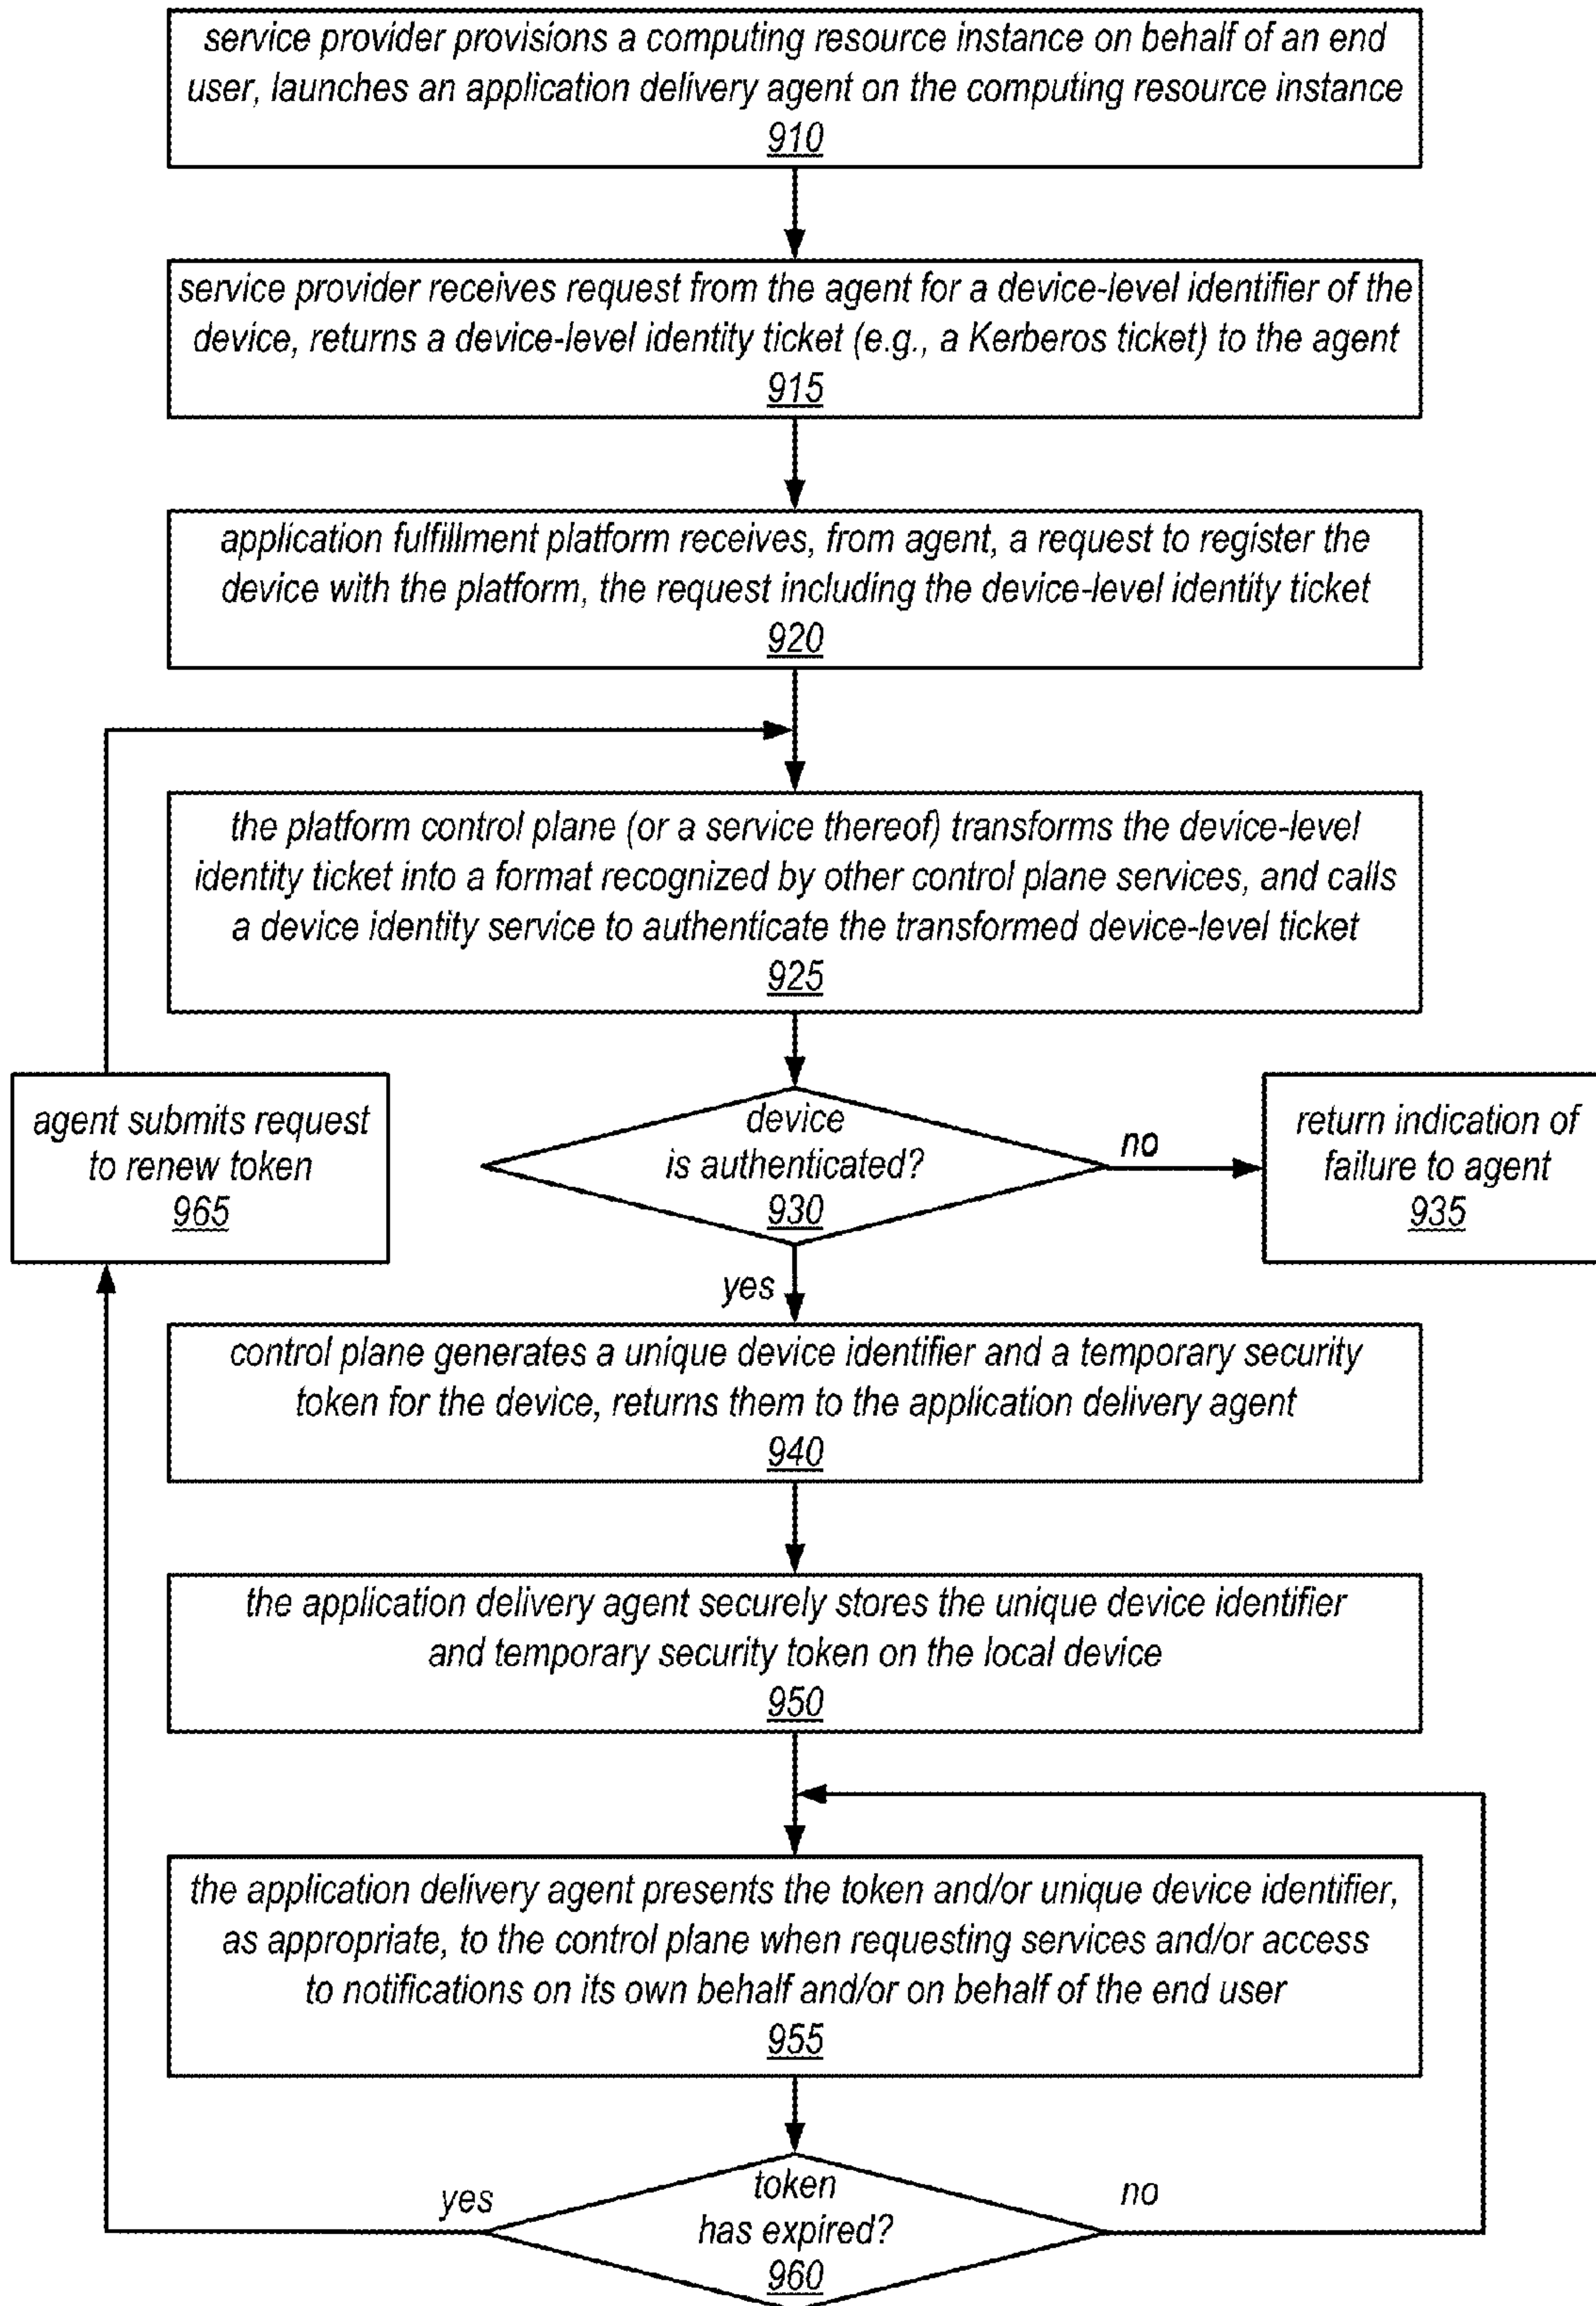 service provider provisions a computing resource instance on behalf of an end
user, launches an application delivery agent on the computing resource instance
910
service provider receives request from the agent for a device-level identifier of the
device, returns a device-level identity ticket (e.g., a Kerberos ticket) to the agent
915
application fulfillment platform receives, from agent, a request to register the
device with the platform, the request including the device-level identity ticket
920
the platform control plane (or a service thereof) transforms the device-level
identity ticket into a format recognized by other control plane services, and calls
a device identity service to authenticate the transformed device-level ticket
925
agent submits request
to renew token
965
device
is authenticated?
930
no
return indication of
failure to agent
935
yes
control plane generates a unique device identifier and a temporary security
token for the device, returns them to the application delivery agent
940
the application delivery agent securely stores the unique device identifier
and temporary security token on the local device
950
the application delivery agent presents the token and/or unique device identifier,
as appropriate, to the control plane when requesting services and/or access
to notifications on its own behalf and/or on behalf of the end user
955
yes
token
has expired?
960
no